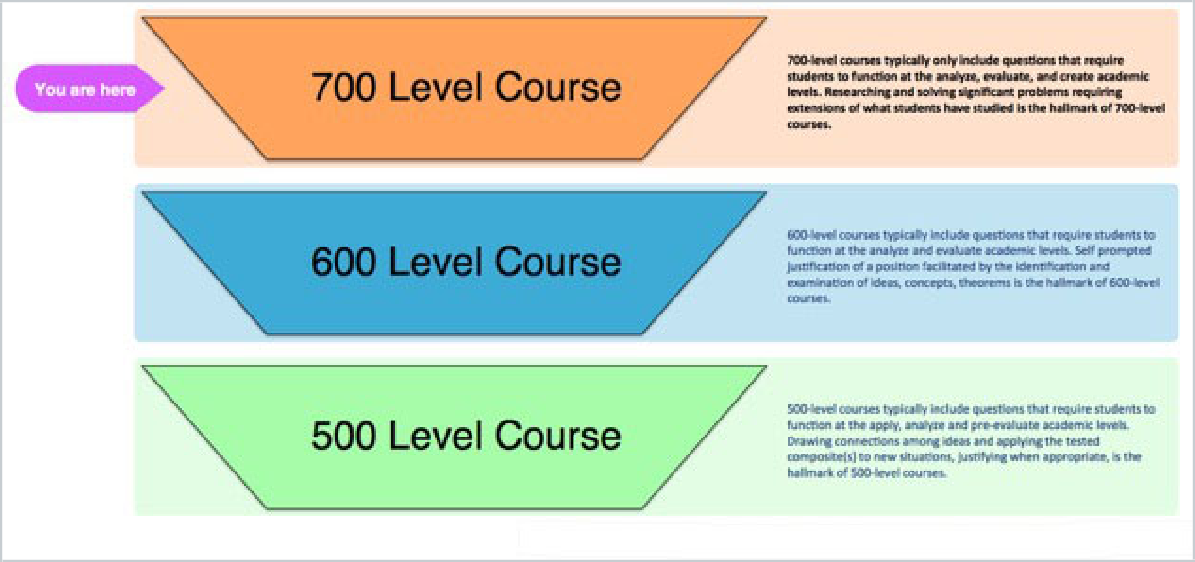 You are here
700 Level Course
700-level courses typically only include questions that require
students to function at the analyze, evaluate, and create academic
levels. Researching and solving significant problems requiring
extensions of what students have studied is the hallmark of 700-level
courses.
600 Level Course
600-level courses typically include questions that require students to
function at the analyze and evaluate academic levels. Self prompted
justification of a position facilitated by the identification and
examination of ideas, concepts, theorems is the hallmark of 600-level
courses.
500 Level Course
500-level courses typically include questions that require students to
function at the apply, analyze and pre-evaluate academic levels.
Drawing connections among ideas and applying the tested
composite(s) to new situations, justifying when appropriate, is the
hallmark of 500-level courses.